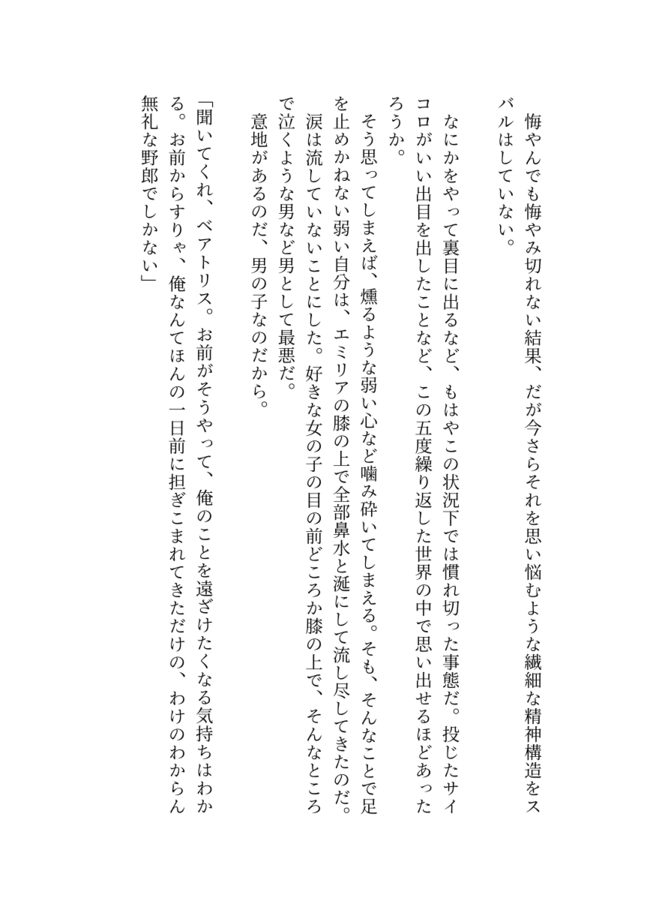 悔やんでも悔やみ切れない結果、だが今さらそれを思い悩むような繊細な精神構造をス
バルはしていない。
なにかをやって裏目に出るなど、もはやこの状況下では慣れ切った事態だ。投じたサイ
コロがいい出目を出したことなど、この五度繰り返した世界の中で思い出せるほどあった
ろうか。
そう思ってしまえば、燻るような弱い心など噛み砕いてしまえる。そも、そんなことで足
を止めかねない弱い自分は、エミリアの膝の上で全部鼻水と涎にして流し尽してきたのだ。
涙は流していないことにした。好きな女の子の目の前どころか膝の上で、そんなところ
で泣くような男など男として最悪だ。
意地があるのだ、男の子なのだから。
「聞いてくれ、ベアトリス。お前がそうやって、俺のことを遠ざけたくなる気持ちはわか
る。お前からすりゃ、俺なんてほんの一日前に担ぎこまれてきただけの、わけのわからん
無礼な野郎でしかない」